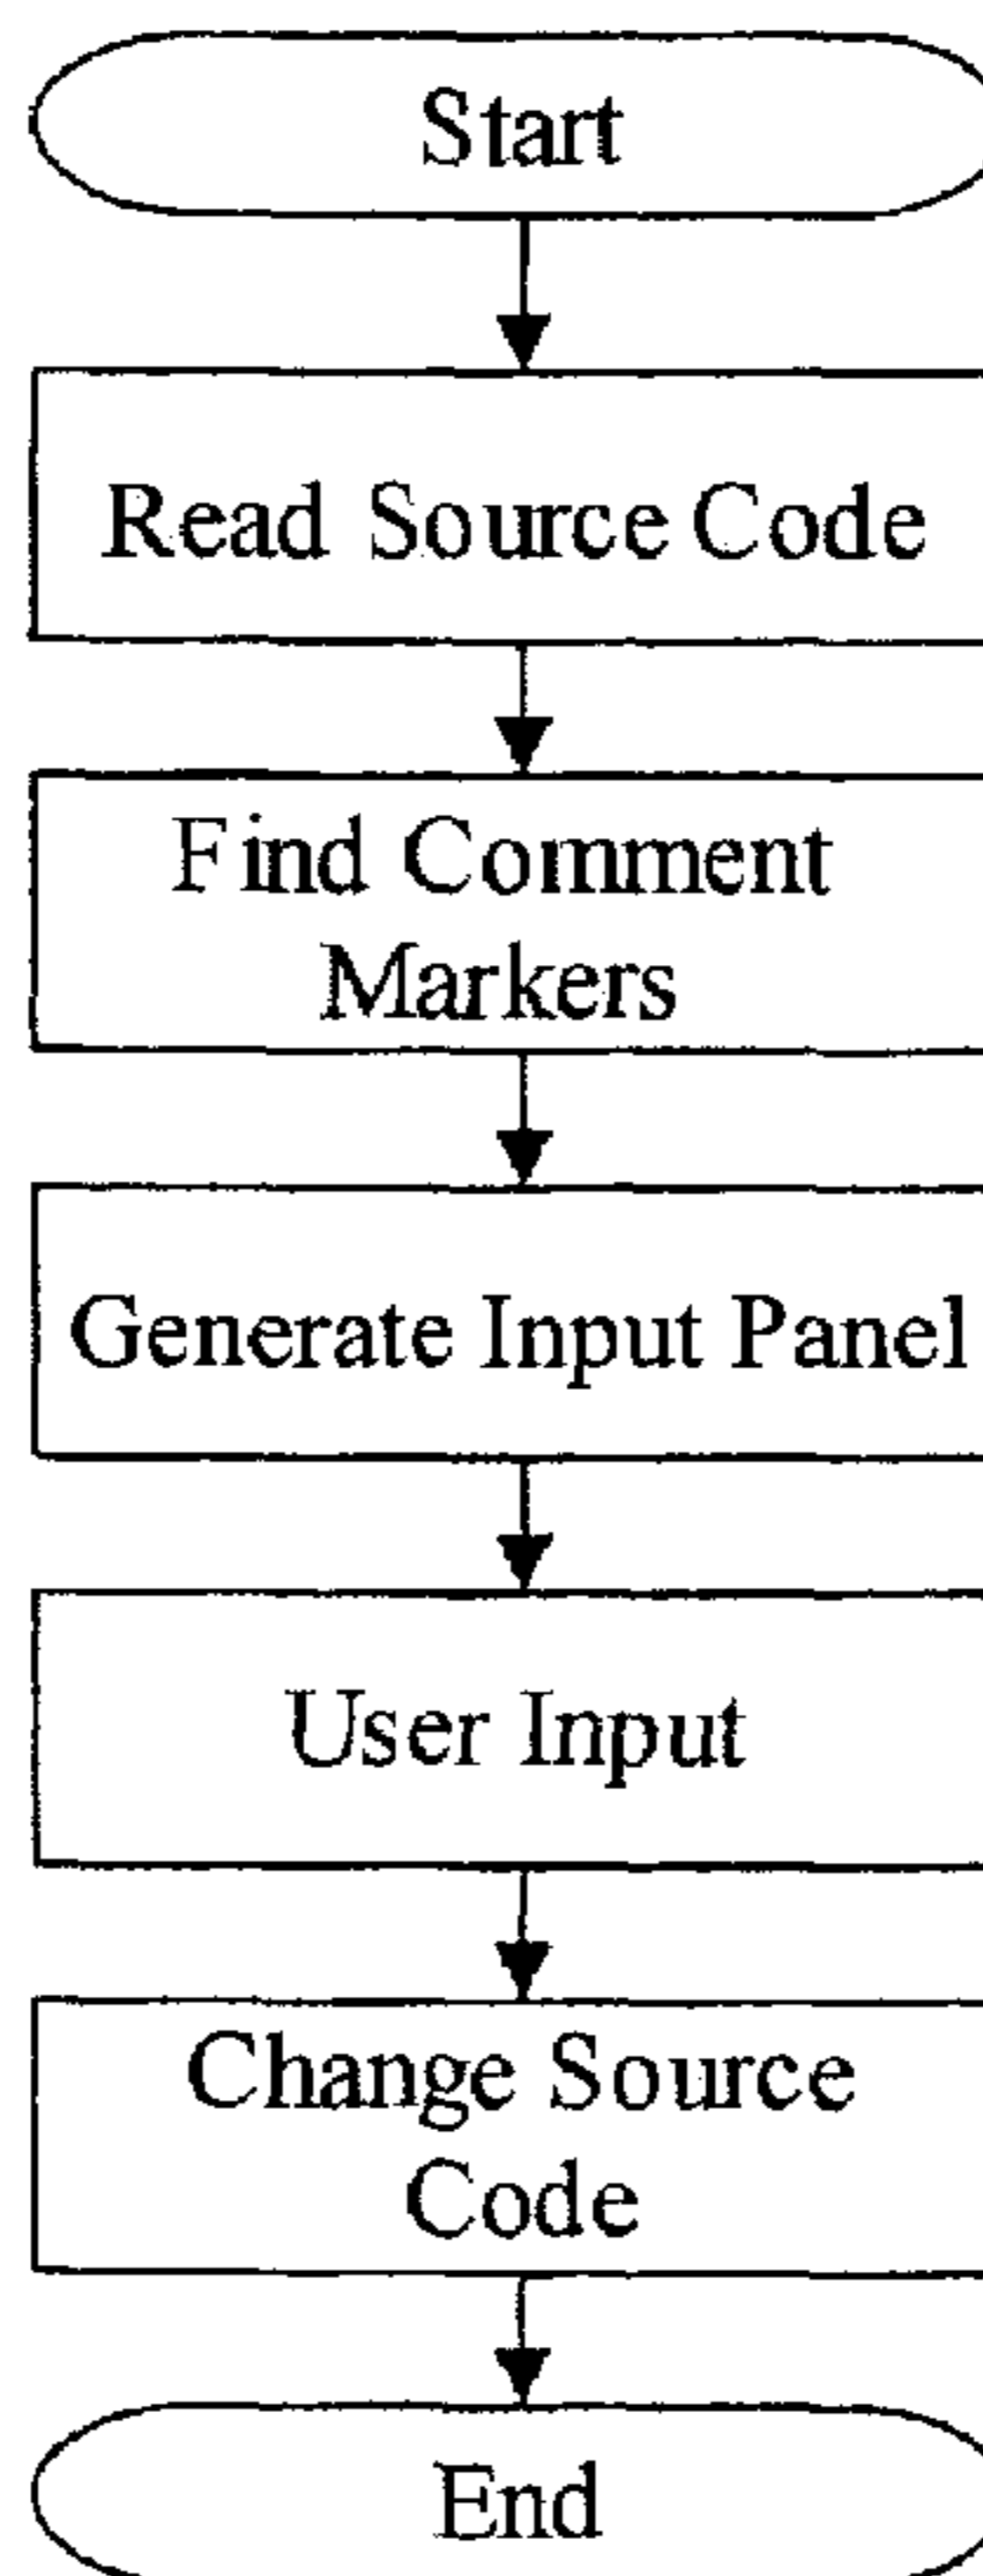 Start
Read Source Code
Find Comment
Markers
Generate Input Panel
User Input
Change Source
Code
End